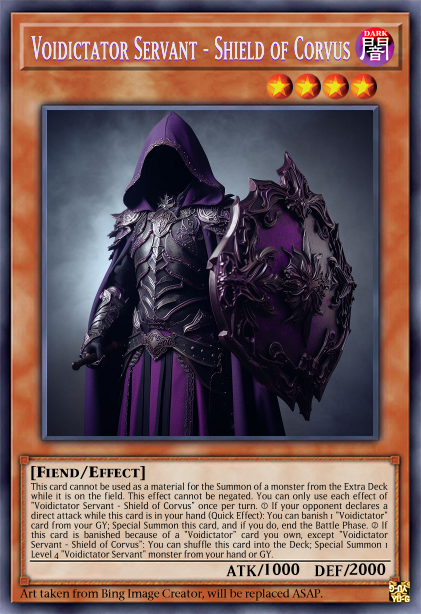 Voidictator Servant - Shield of Corvus
DARK
闇
[Fiend/Effect]
This card cannot be used as a material for the Summon of a monster from the Extra Deck
while it is on the field. This effect cannot be negated. You can only use each effect of
"Voidictator Servant - Shield of Corvus" once per turn. ① If your opponent declares a
direct attack while this card is in your hand (Quick Effect): You can banish 1 "Voidictator"
card from your GY; Special Summon this card, and if you do, end the Battle Phase. ② If
this card is banished because of a "Voidictator" card you own, except "Voidictator
Servant - Shield of Corvus"; You can shuffle this card into the Deck; Special Summon 1
Level 4 "Voidictator Servant" monster from your hand or GY.
ATK/1000 DEF/2000
Art taken from Bing Image Creator, will be replaced ASAP.